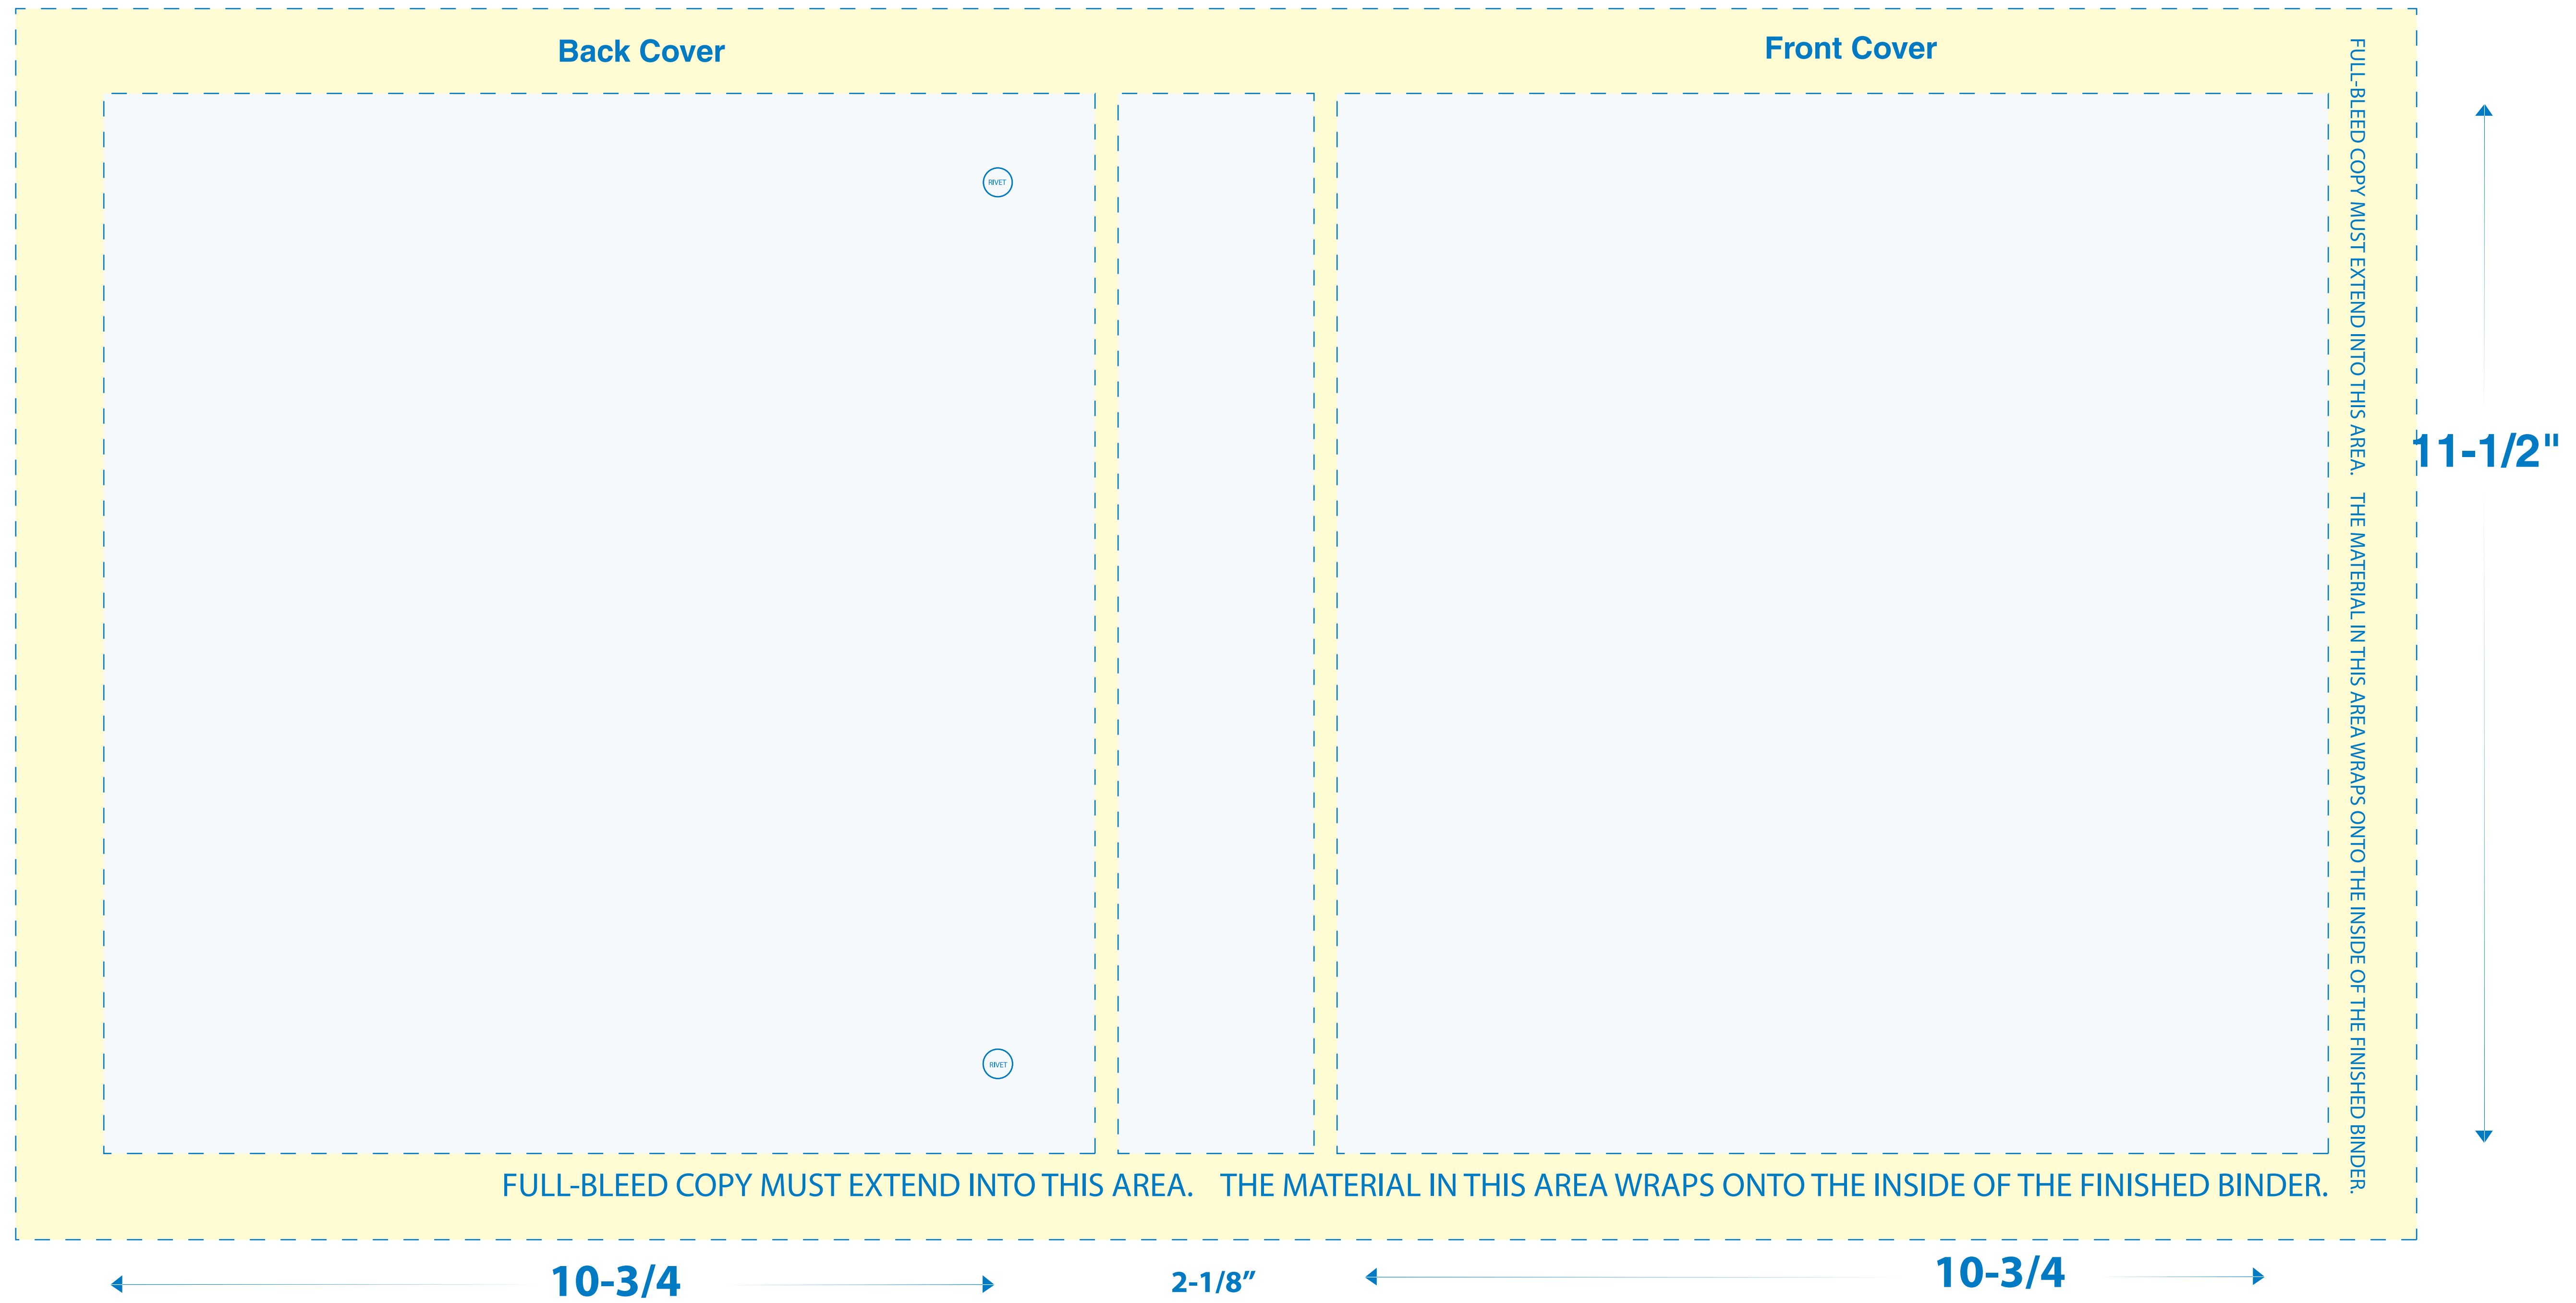 Back Cover
Front Cover
FULL-BLEED COPY MUST EXTEND INTO THIS AREA. THE MATERIAL IN THIS AREA WRAPS ONTO THE INSIDE OF THE FINISHED BINDER.
RIVET
11-1/2"
RIVET
FULL-BLEED COPY MUST EXTEND INTO THIS AREA. THE MATERIAL IN THIS AREA WRAPS ONTO THE INSIDE OF THE FINISHED BINDER.
10-3/4
2-1/8”
10-3/4